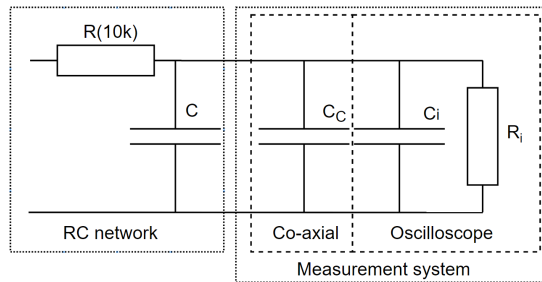 R(10k)
C
CC
Ci
Ri
RC network
Co-axial
Oscilloscope
Measurement system